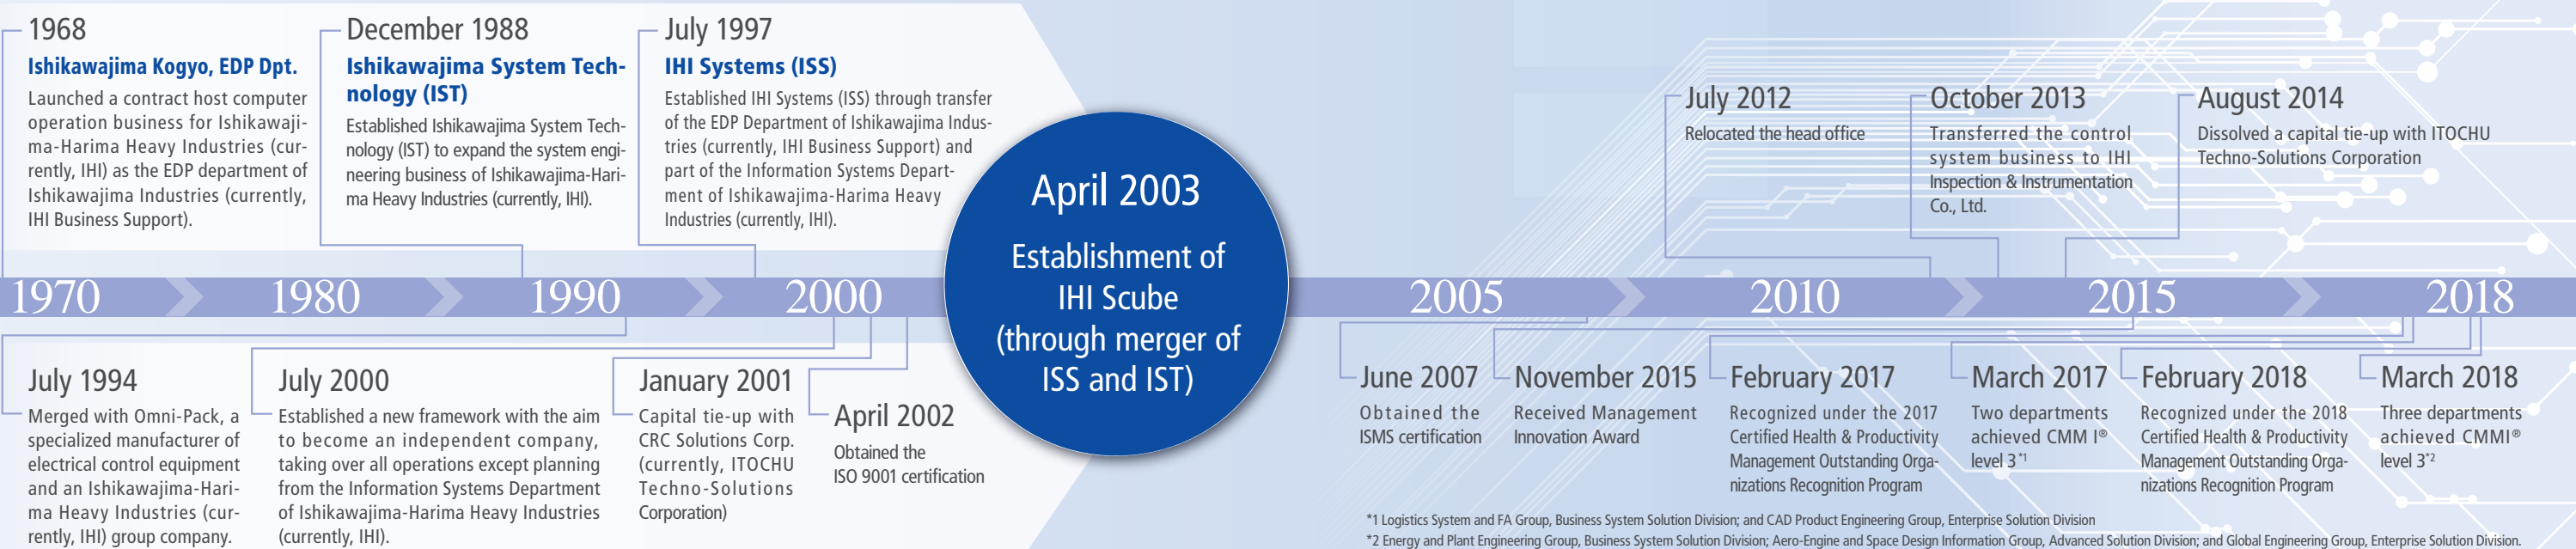 1968
Ishikawajima Kogyo, EDP Dpt.
Launched a contract host computer
operation business for Ishikawaji-
ma-Harima Heavy Industries (cur-
rently, IHI) as the EDP department of
Ishikawajima Industries (currently,
IHI Business Support).
December 1988
Ishikawajima System Tech-
nology (IST)
Established Ishikawajima System Tech-
nology (IST) to expand the system engi-
neering business of Ishikawajima-Hari-
ma Heavy Industries (currently, IHI).
July 1997
IHI Systems (ISS)
Established IHI Systems (ISS) through transfer
of the EDP Department of Ishikawajima Indus-
tries (currently, IHI Business Support) and
part of the Information Systems Depart-
ment of Ishikawajima-Harima Heavy
Industries (currently, IHI).
April 2003
Establishment of
IHI Scube
(through merger of
ISS and IST)
July 2012
Relocated the head office
October 2013
Transferred the control
system business to IHI
Inspection & Instrumentation
Co., Ltd.
August 2014
Dissolved a capital tie-up with ITOCHU
Techno-Solutions Corporation
1970
1980
1990
2000
2005
2010
2015
2018
July 1994
Merged with Omni-Pack, a
specialized manufacturer of
electrical control equipment
and an Ishikawajima-Hari-
ma Heavy Industries (cur-
rently, IHI) group company.
July 2000
Established a new framework with the aim
to become an independent company,
taking over all operations except planning
from the Information Systems Department
of Ishikawajima-Harima Heavy Industries
(currently, IHI).
January 2001
Capital tie-up with
CRC Solutions Corp.
(currently, ITOCHU
Techno-Solutions
Corporation)
April 2002
Obtained the
ISO 9001 certification
June 2007
Obtained the
ISMS certification
November 2015
Received Management
Innovation Award
February 2017
Recognized under the 2017
Certified Health & Productivity
Management Outstanding Orga-
nizations Recognition Program
March 2017
Two departments
achieved CMM I®
level 3*1
February 2018
Recognized under the 2018
Certified Health & Productivity
Management Outstanding Orga-
nizations Recognition Program
March 2018
Three departments
achieved CMMI®
level 3*2
*1 Logistics System and FA Group, Business System Solution Division; and CAD Product Engineering Group, Enterprise Solution Division
*2 Energy and Plant Engineering Group, Business System Solution Division; Aero-Engine and Space Design Information Group, Advanced Solution Division; and Global Engineering Group, Enterprise Solution Division.